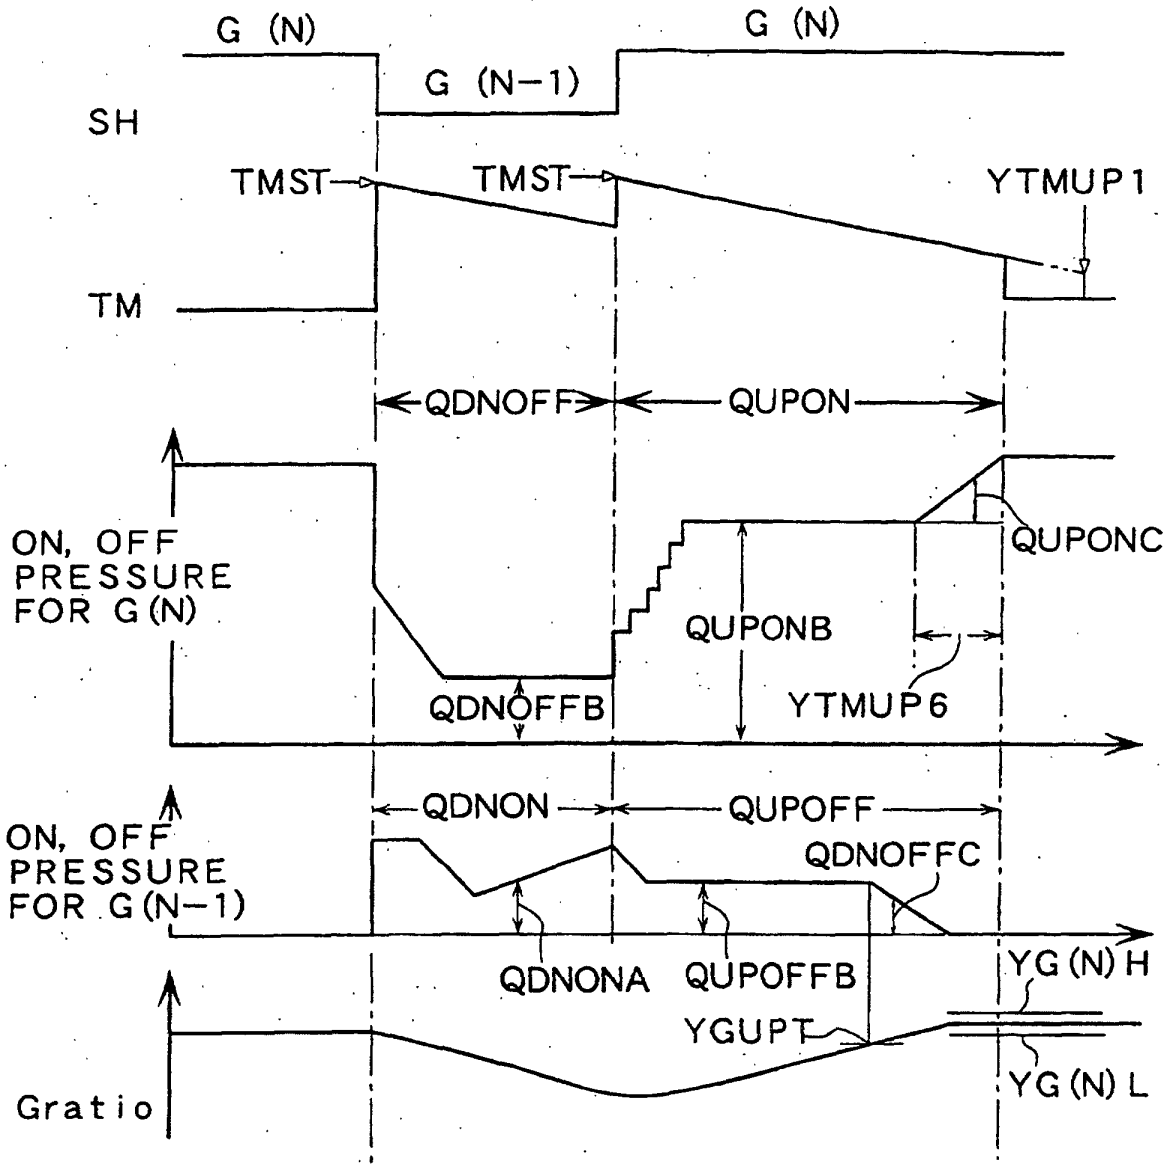 G (N)
G (N)
G (N-1)
SH
TMST
TMST
YTMUP1
TM
QDNOFF
QUPON
ON, OFF
PRESSURE
FOR G(N)
QUPONC
QUPONB
QDNOFFB
YTMUP6
QDNON
QUPOFF
ON, OFF
PRESSURE
FOR G(N-1)
QDNOFFC
QDNONA
QUPOFFB
YG(N)H
YGUPT
YG(N)L
Gratio